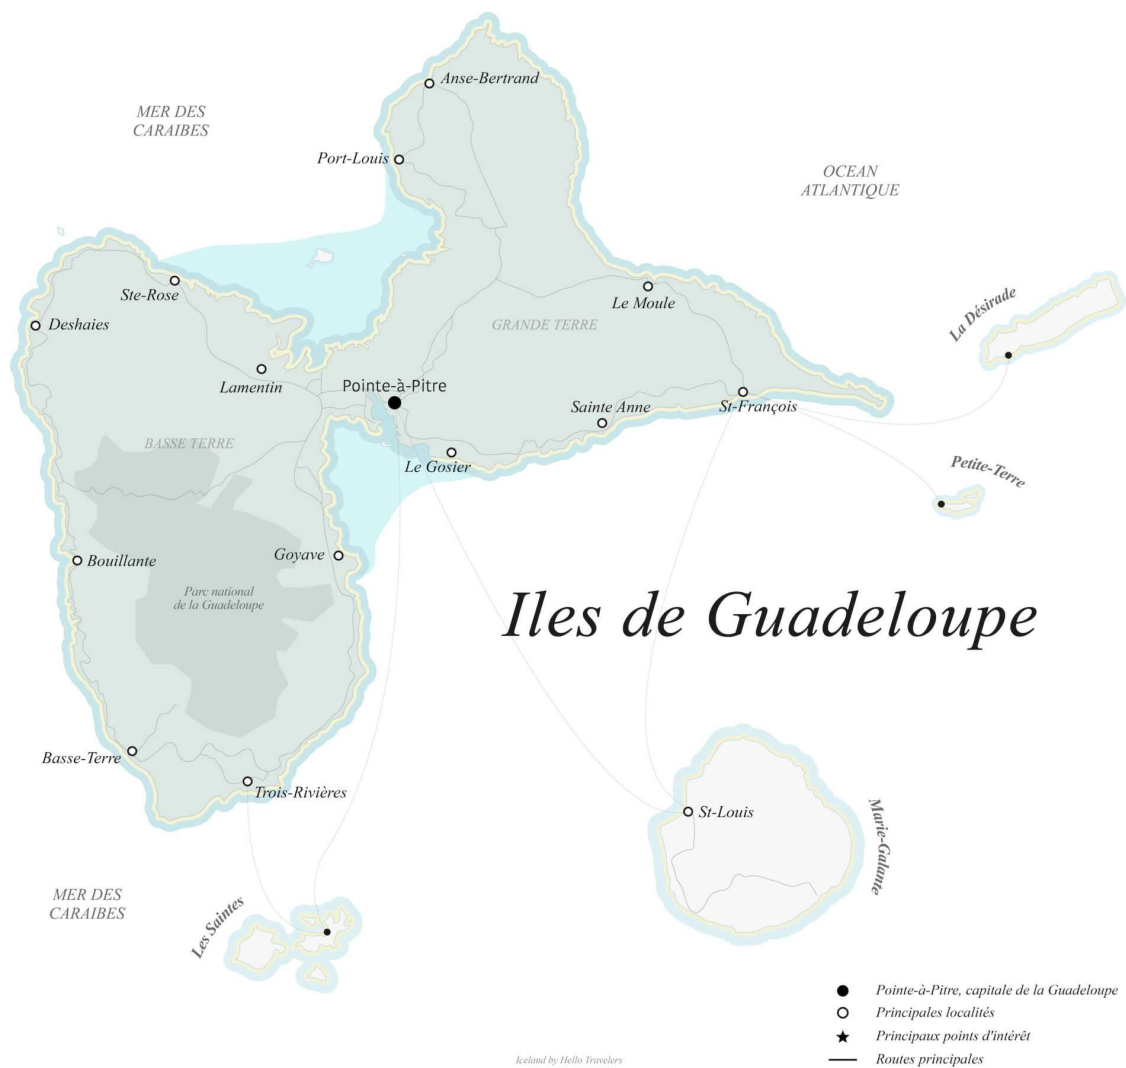 Anse-Bertrand
MER DES
CARAIBES
Port-Louis
OCEAN
ATLANTIQUE
Ste-Rose
Le Moule
La Désirade
Deshaies
GRANDE TERRE
Lamentin
Pointe-à-Pitre
Sainte Anne
St-François
BASSE TERRE
Le Gosier
Petite-Terre
Goyave
Bouillante
Parc national
de la Guadeloupe
Iles de Guadeloupe
Basse-Terre
Trois-Rivières
St-Louis
Marie-Galante
MER DES
CARAIBES
Les Saintes
Pointe-à-Pitre, capitale de la Guadeloupe
Principales localités
Principaux points d'intérêt
Routes principales
Iceland by Hello Travelers